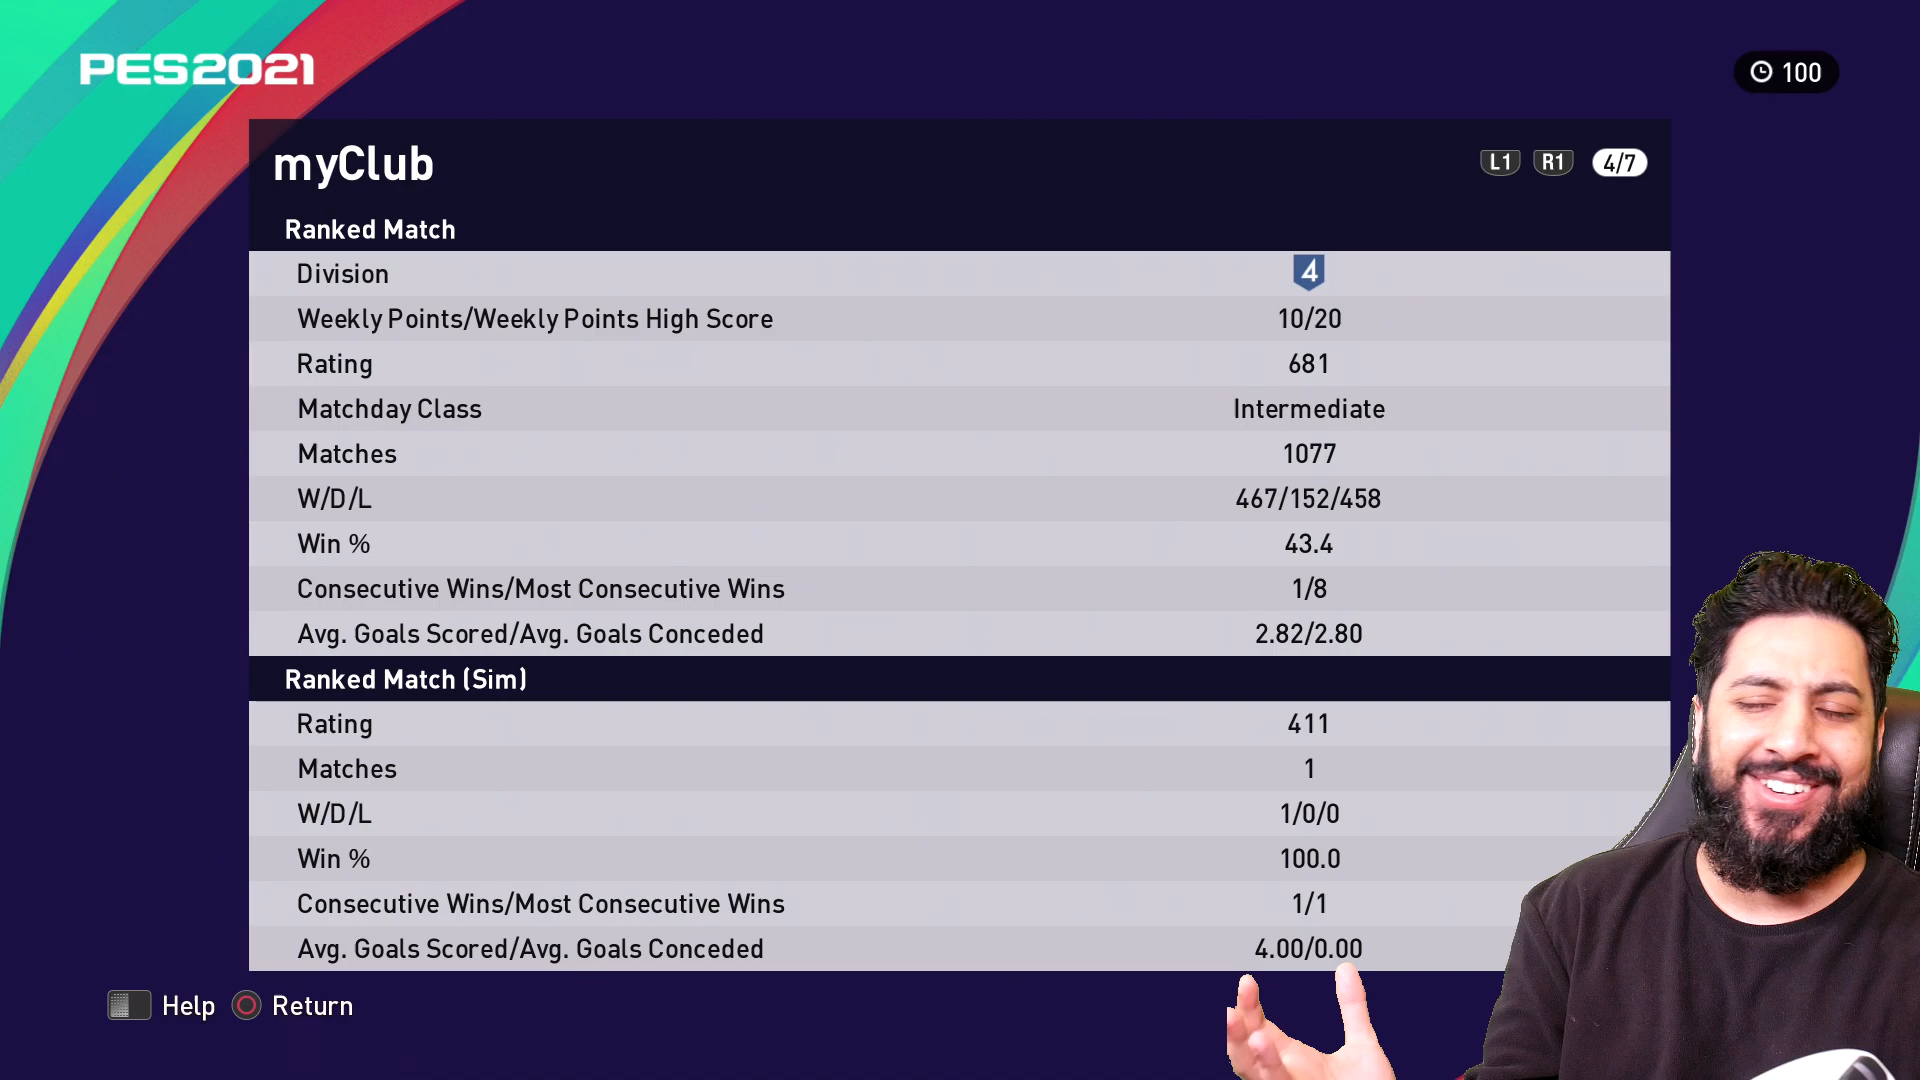 PES2021
100
myClub
L1 R1 4/7
Ranked Match
Division 4
Weekly Points/Weekly Points High Score 10/20
Rating 681
Matchday Class Intermediate
Matches 1077
W/D/L 467/152/458
Win % 43.4
Consecutive Wins/Most Consecutive Wins 1/8
Avg. Goals Scored/Avg. Goals Conceded 2.82/2.80
Ranked Match (Sim)
Rating 411
Matches 1
W/D/L 1/0/0
Win % 100.0
Consecutive Wins/Most Consecutive Wins 1/1
Avg. Goals Scored/Avg. Goals Conceded 4.00/0.00
Help Return